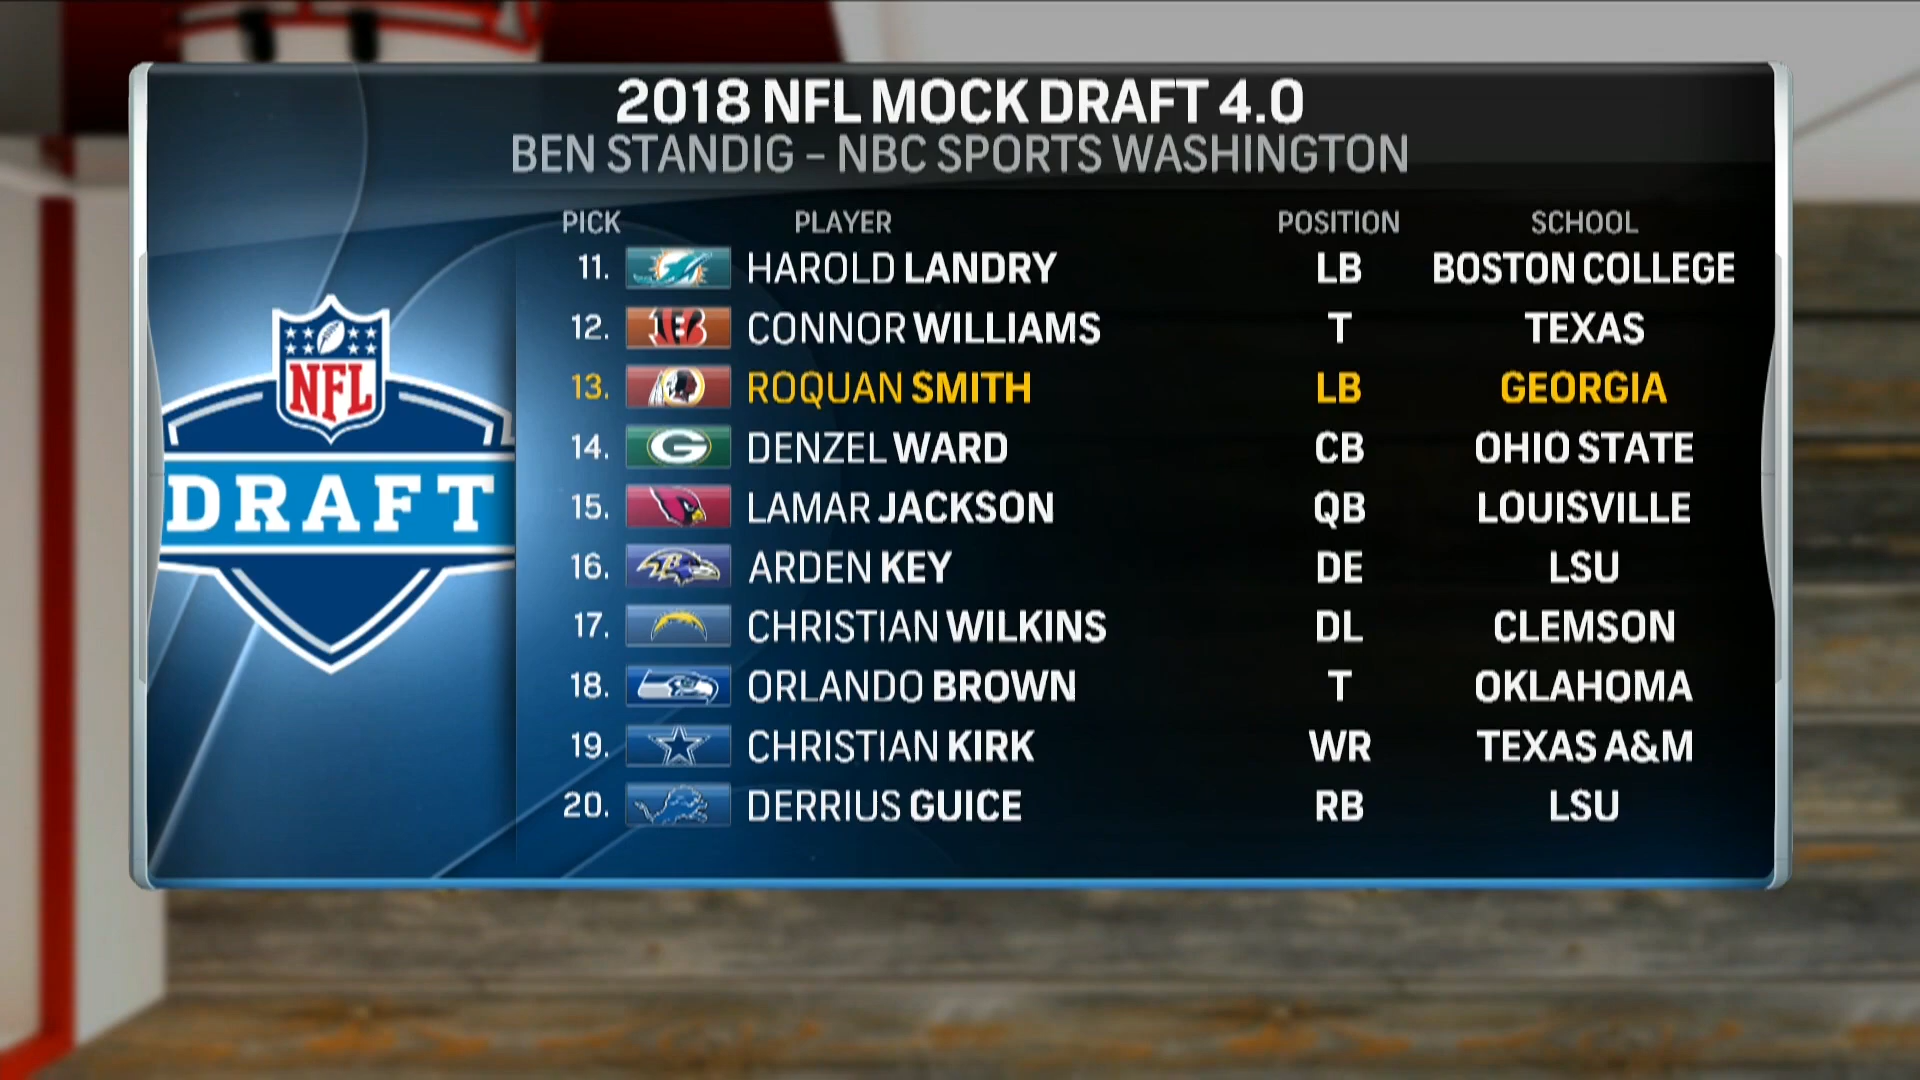 2018 NFL MOCK DRAFT 4.0
BEN STANDIG – NBC SPORTS WASHINGTON
PICK PLAYER POSITION SCHOOL
11. HAROLD LANDRY LB BOSTON COLLEGE
12. CONNOR WILLIAMS T TEXAS
13. ROQUAN SMITH LB GEORGIA
14. G DENZEL WARD CB OHIO STATE
15. LAMAR JACKSON QB LOUISVILLE
16. ARDEN KEY DE LSU
17. CHRISTIAN WILKINS DL CLEMSON
18. ORLANDO BROWN T OKLAHOMA
19. CHRISTIAN KIRK WR TEXAS A&M
20. DERRIUS GUICE RB LSU
NFL
DRAFT